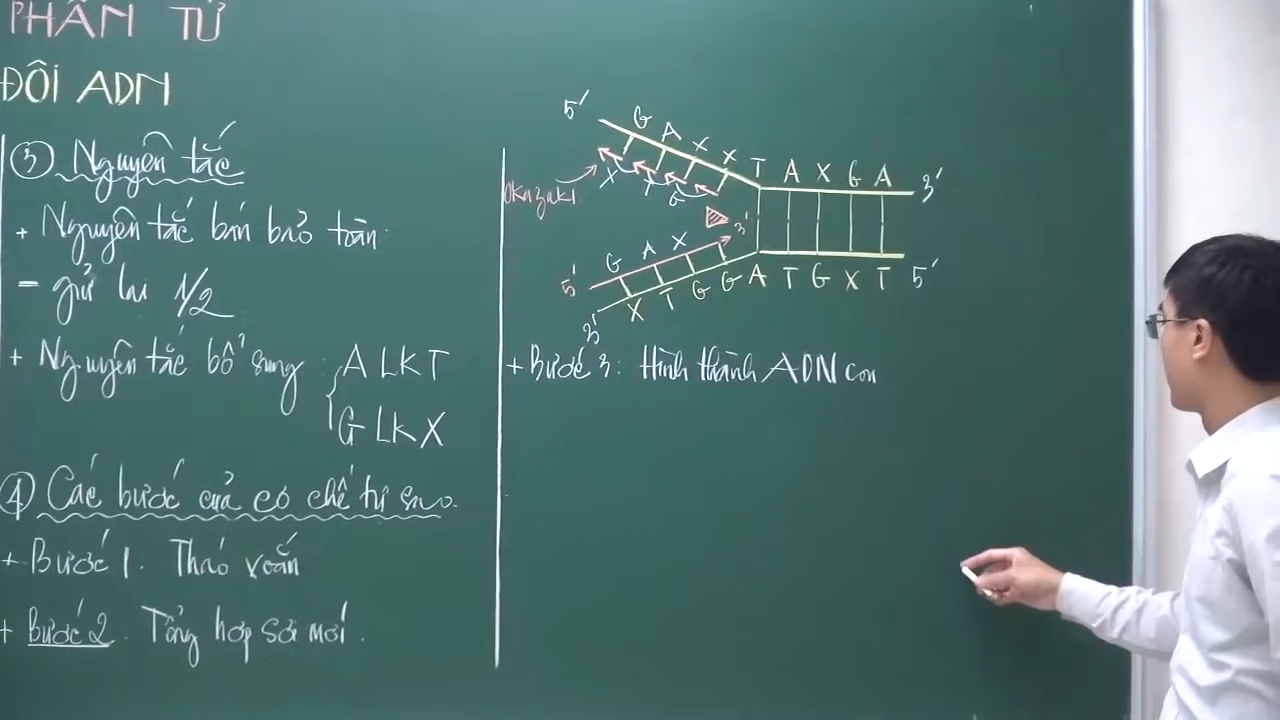 PHÂN TỬ
ĐÔI ADN
③ Nguyên tắc
+ Nguyên tắc bán bảo toàn
- giữ lại 1/2
+ Nguyên tắc bổ sung : A LK T
G LK X
④ Các bước của cơ chế tự sao.
+ Bước 1. Tháo xoắn
+ Bước 2. Tổng hợp sợi mới.
5' G A X X T A X G A 3'
X T G
Okazaki
3'
5' G A X
3' X T G G A T G X T 5'
+ Bước 3: Hình thành ADN con